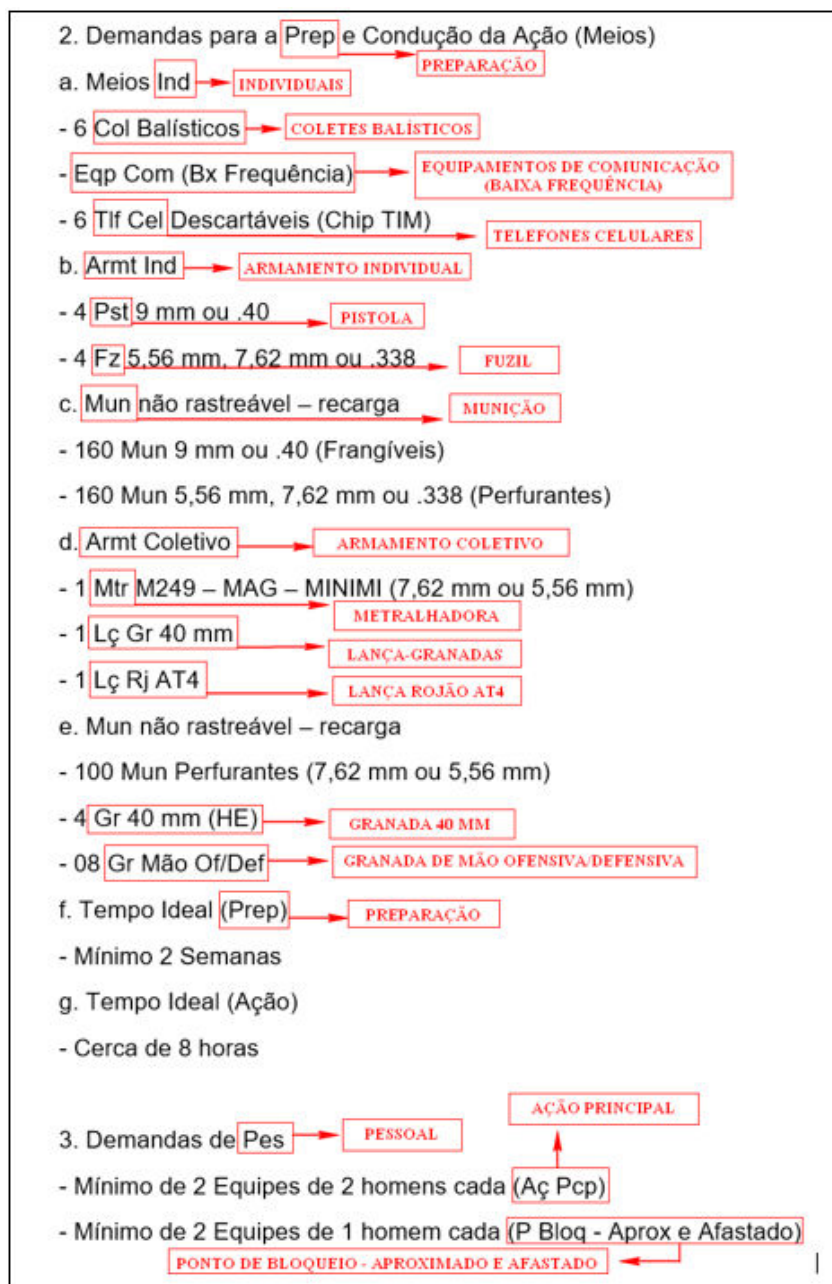 2. Demandas para a Prep e Condução da Ação (Meios)
PREPARAÇÃO
a. Meios Ind INDIVIDUAIS
- 6 Col Balísticos COLETES BALÍSTICOS
- Eqp Com (Bx Frequência) EQUIPAMENTOS DE COMUNICAÇÃO
(BAIXA FREQUÊNCIA)
- 6 Tlf Cel Descartáveis (Chip TIM)
TELEFONES CELULARES
b. Armt Ind ARMAMENTO INDIVIDUAL
- 4 Pst 9 mm ou .40 PISTOLA
- 4 Fz 5,56 mm, 7,62 mm ou .338 FUZIL
c. Mun não rastreável – recarga MUNIÇÃO
- 160 Mun 9 mm ou .40 (Frangíveis)
- 160 Mun 5,56 mm, 7,62 mm ou .338 (Perfurantes)
d. Armt Coletivo ARMAMENTO COLETIVO
- 1 Mtr M249 – MAG – MINIMI (7,62 mm ou 5,56 mm)
METRALHADORA
- 1 Lç Gr 40 mm
LANÇA-GRANADAS
- 1 Lç Rj AT4 LANÇA ROJÃO AT4
e. Mun não rastreável – recarga
- 100 Mun Perfurantes (7,62 mm ou 5,56 mm)
- 4 Gr 40 mm (HE) GRANADA 40 MM
- 08 Gr Mão Of/Def GRANADA DE MÃO OFENSIVA/DEFENSIVA
f. Tempo Ideal (Prep) PREPARAÇÃO
- Mínimo 2 Semanas
g. Tempo Ideal (Ação)
- Cerca de 8 horas
AÇÃO PRINCIPAL
3. Demandas de Pes PESSOAL
- Mínimo de 2 Equipes de 2 homens cada (Aç Pcp)
- Mínimo de 2 Equipes de 1 homem cada (P Bloq - Aprox e Afastado)
PONTO DE BLOQUEIO - APROXIMADO E AFASTADO